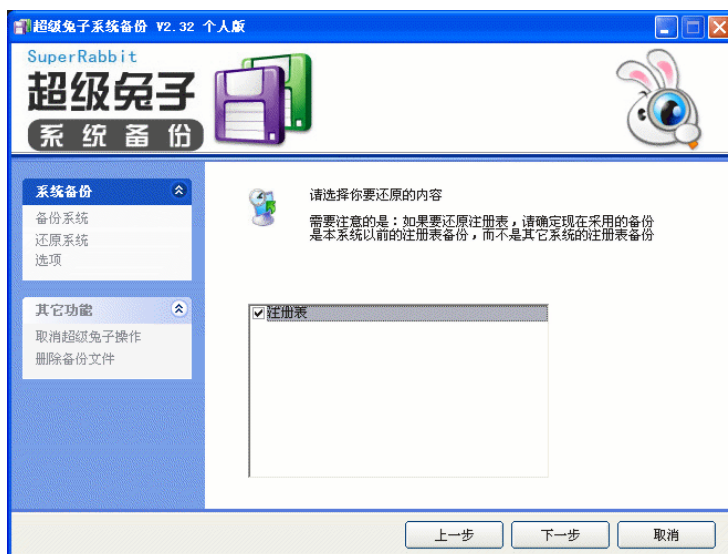 超级兔子系统备份 V2.32 个人版
SuperRabbit
超级兔子
系统备份
系统备份
备份系统
还原系统
选项
其它功能
取消超级兔子操作
删除备份文件
请选择你要还原的内容
需要注意的是：如果要还原注册表，请确定现在采用的备份
是本系统以前的注册表备份，而不是其它系统的注册表备份
注册表
上一步
下一步
取消